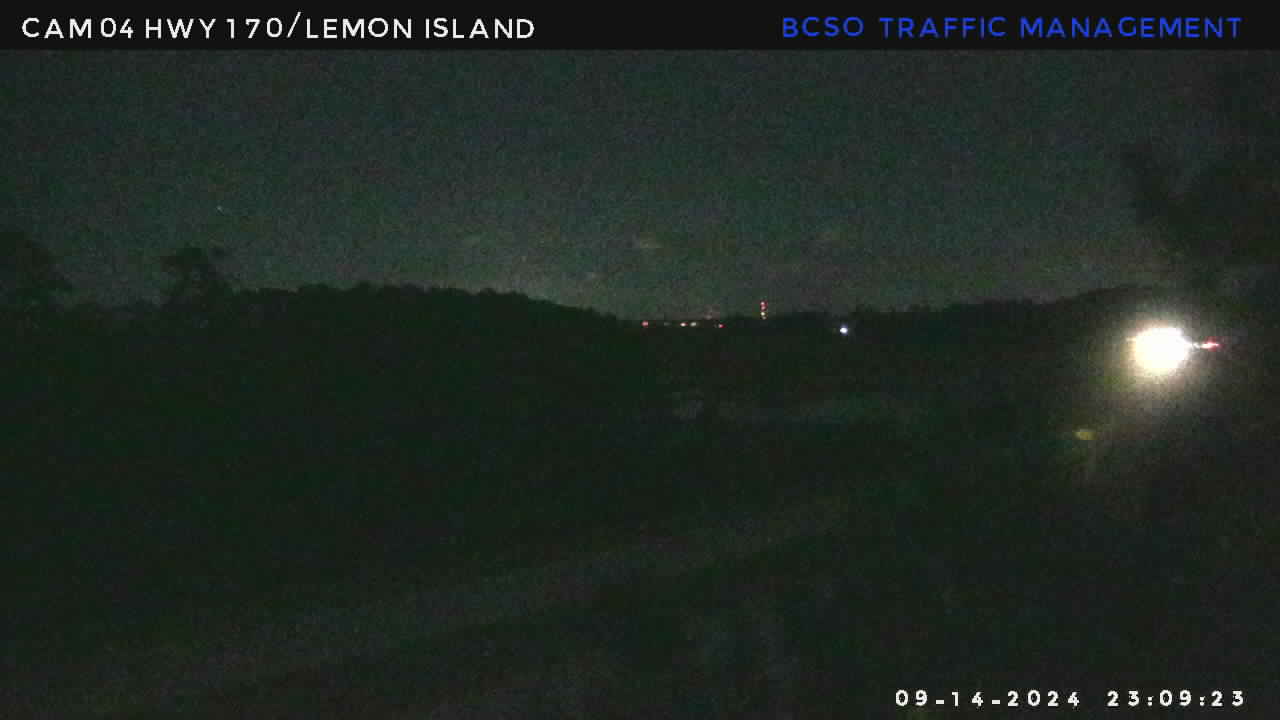 CAM04 HWY 170/LEMON ISLAND
BCSO TRAFFIC MANAGEMENT
09-14-2024 23:09:23